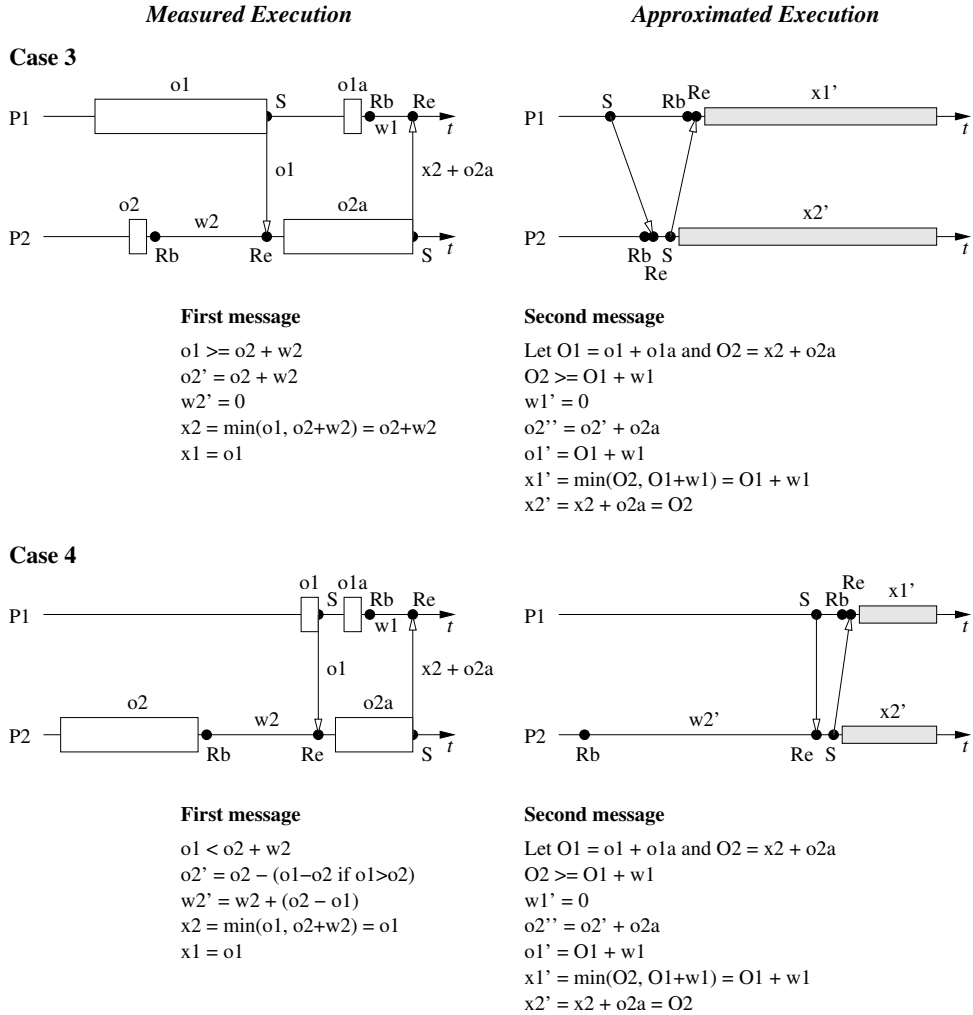 Measured Execution
Approximated Execution
Case 3
o1
S
o1a
Rb
Re
P1
w1
t
o1
x2 + o2a
o2
w2
o2a
P2
Rb
Re
S
t
S
Rb
Re
x1’
P1
t
x2’
P2
Rb
Re
S
t
First message
o1 >= o2 + w2
o2’ = o2 + w2
w2’ = 0
x2 = min(o1, o2+w2) = o2+w2
x1 = o1
Second message
Let O1 = o1 + o1a and O2 = x2 + o2a
O2 >= O1 + w1
w1’ = 0
o2’’ = o2’ + o2a
o1’ = O1 + w1
x1’ = min(O2, O1+w1) = O1 + w1
x2’ = x2 + o2a = O2
Case 4
o1
S
o1a
Rb
Re
P1
w1
t
o1
x2 + o2a
o2
w2
o2a
P2
Rb
Re
S
t
S
Rb
Re
x1’
P1
t
w2’
x2’
P2
Rb
Re
S
t
First message
o1 < o2 + w2
o2’ = o2 − (o1−o2 if o1>o2)
w2’ = w2 + (o2 − o1)
x2 = min(o1, o2+w2) = o1
x1 = o1
Second message
Let O1 = o1 + o1a and O2 = x2 + o2a
O2 >= O1 + w1
w1’ = 0
o2’’ = o2’ + o2a
o1’ = O1 + w1
x1’ = min(O2, O1+w1) = O1 + w1
x2’ = x2 + o2a = O2